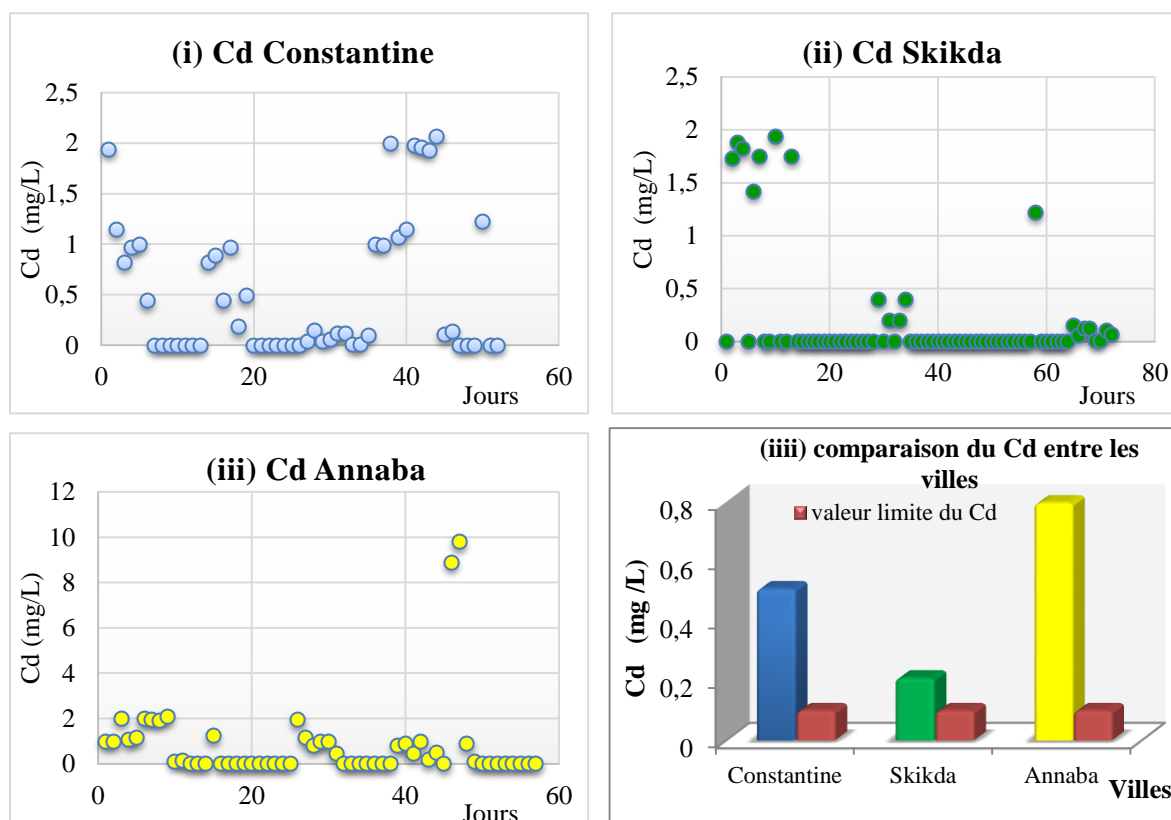 (i) Cd Constantine
Cd (mg/L)
2,5
2
1,5
1
0,5
0
0 20 40 60
Jours
(ii) Cd Skikda
Cd (mg/L)
2,5
2
1,5
1
0,5
0
0 20 40 60 80
Jours
(iii) Cd Annaba
Cd (mg/L)
12
10
8
6
4
2
0
0 20 40 60
Jours
(iiii) comparaison du Cd entre les
villes
valeur limite du Cd
Cd (mg /L)
0,8
0,6
0,4
0,2
0
Constantine Skikda Annaba
Villes